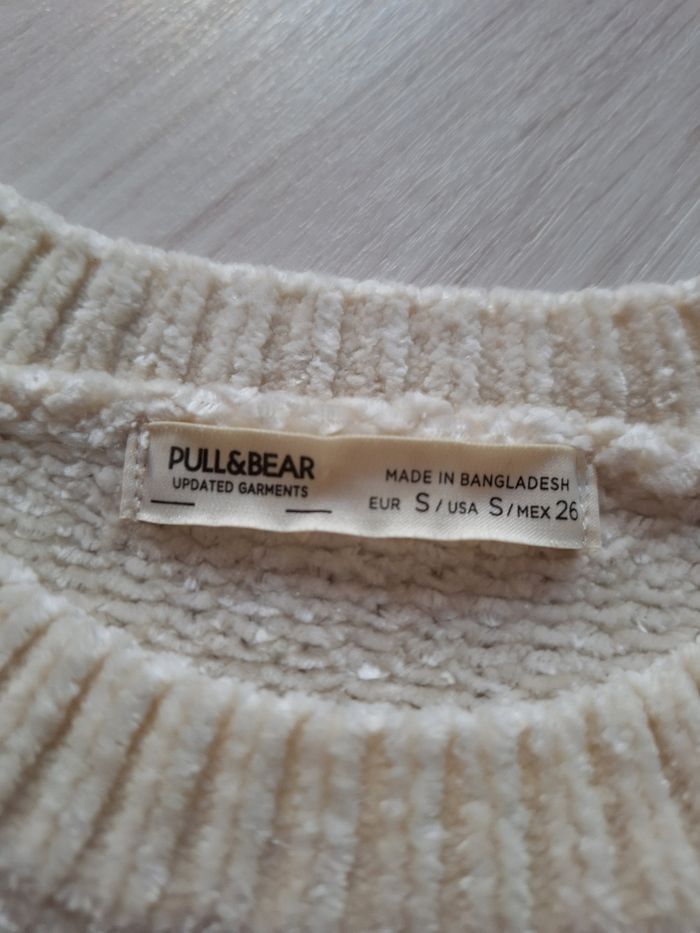 PULL&BEAR
UPDATED GARMENTS
MADE IN BANGLADESH
EUR S / USA S / MEX 26